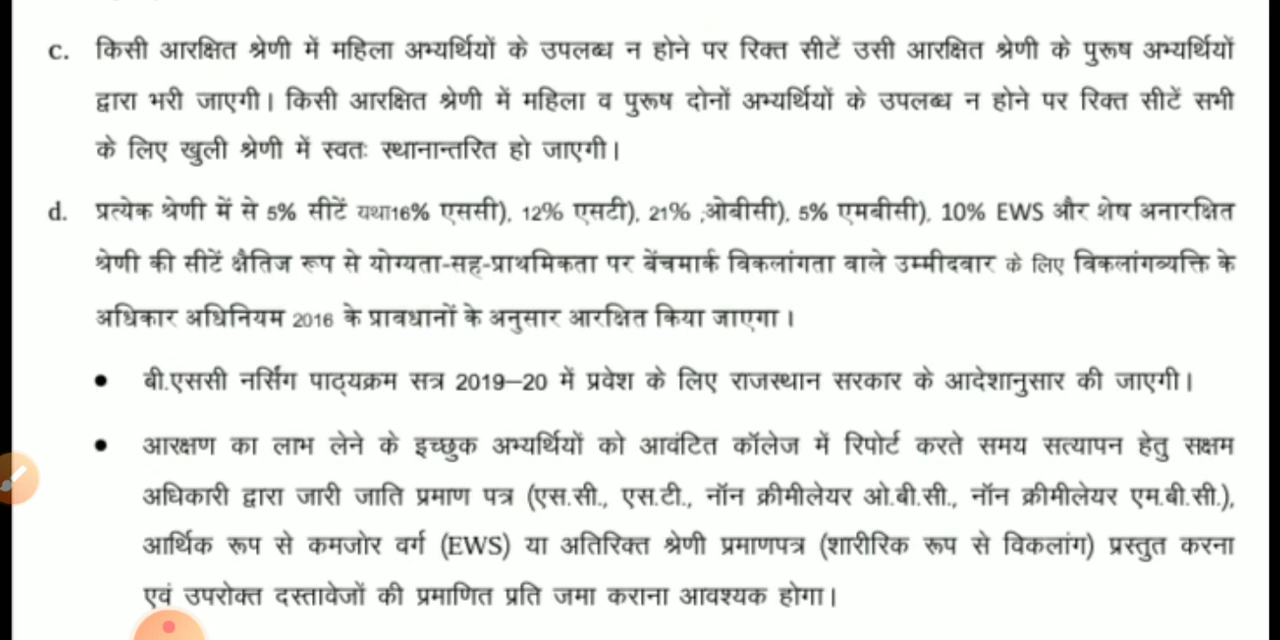 c. किसी आरक्षित श्रेणी में महिला अभ्यर्थियों के उपलब्ध न होने पर रिक्त सीटें उसी आरक्षित श्रेणी के पुरूष अभ्यर्थियों
द्वारा भरी जाएगी। किसी आरक्षित श्रेणी में महिला व पुरूष दोनों अभ्यर्थियों के उपलब्ध न होने पर रिक्त सीटें सभी
के लिए खुली श्रेणी में स्वतः स्थानान्तरित हो जाएगी।
d. प्रत्येक श्रेणी में से 5% सीटें यथा16% एससी), 12% एसटी), 21% ,ओबीसी), 5% एमबीसी), 10% EWS और शेष अनारक्षित
श्रेणी की सीटें क्षैतिज रूप से योग्यता-सह-प्राथमिकता पर बेंचमार्क विकलांगता वाले उम्मीदवार के लिए विकलांगव्यक्ति के
अधिकार अधिनियम 2016 के प्रावधानों के अनुसार आरक्षित किया जाएगा।
• बी.एससी नर्सिंग पाठ्यक्रम सत्र 2019–20 में प्रवेश के लिए राजस्थान सरकार के आदेशानुसार की जाएगी।
• आरक्षण का लाभ लेने के इच्छुक अभ्यर्थियों को आवंटित कॉलेज में रिपोर्ट करते समय सत्यापन हेतु सक्षम
अधिकारी द्वारा जारी जाति प्रमाण पत्र (एस.सी., एस.टी., नॉन क्रीमीलेयर ओ.बी.सी., नॉन क्रीमीलेयर एम.बी.सी.),
आर्थिक रूप से कमजोर वर्ग (EWS) या अतिरिक्त श्रेणी प्रमाणपत्र (शारीरिक रूप से विकलांग) प्रस्तुत करना
एवं उपरोक्त दस्तावेजों की प्रमाणित प्रति जमा कराना आवश्यक होगा।